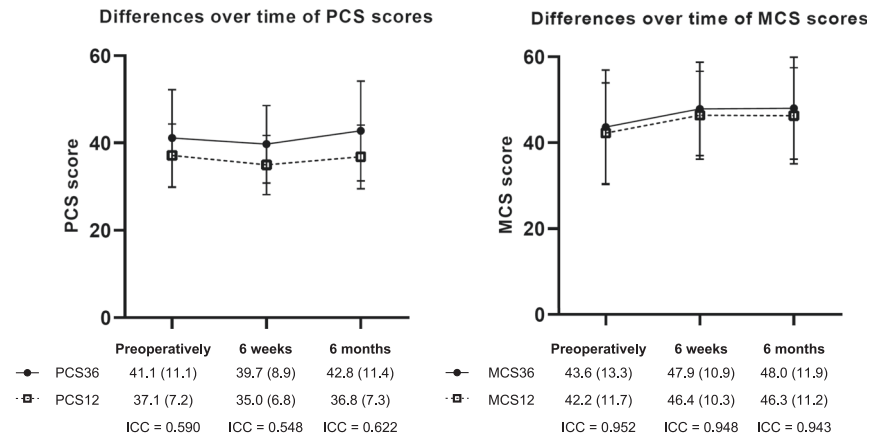 Differences over time of PCS scores
60
40
20
0
PCS score
Preoperatively 6 weeks 6 months
PCS36 41.1 (11.1) 39.7 (8.9) 42.8 (11.4)
PCS12 37.1 (7.2) 35.0 (6.8) 36.8 (7.3)
ICC = 0.590 ICC = 0.548 ICC = 0.622
Differences over time of MCS scores
60
40
20
0
MCS score
Preoperatively 6 weeks 6 months
MCS36 43.6 (13.3) 47.9 (10.9) 48.0 (11.9)
MCS12 42.2 (11.7) 46.4 (10.3) 46.3 (11.2)
ICC = 0.952 ICC = 0.948 ICC = 0.943